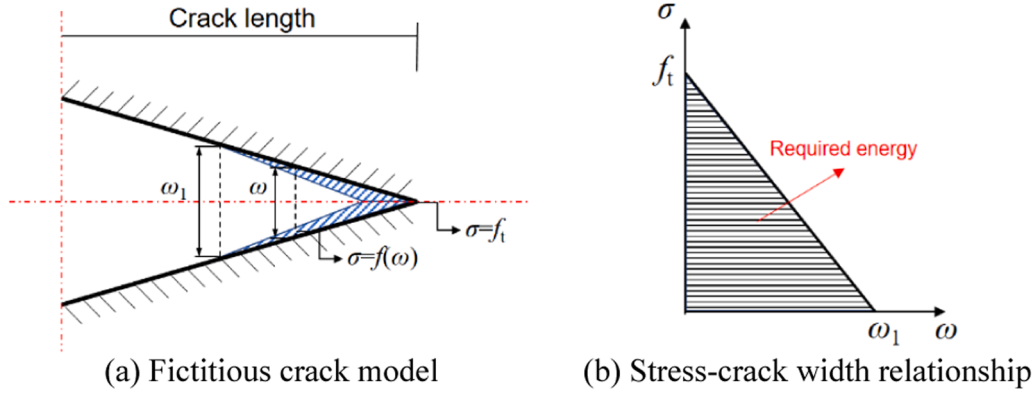 Crack length
ω₁
ω
σ=fₜ
σ=f(ω)
(a) Fictitious crack model
σ
fₜ
Required energy
ω₁
ω
(b) Stress-crack width relationship